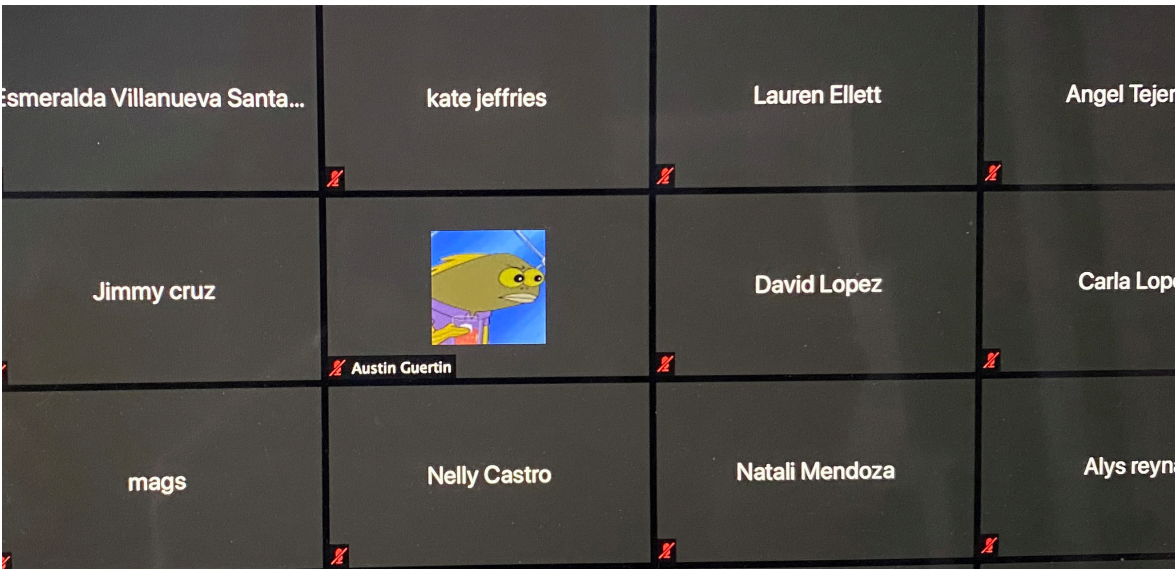 Esmeralda Villanueva Santa...
kate jeffries
Lauren Ellett
Angel Tejer
Jimmy cruz
Austin Guertin
David Lopez
Carla Lop
mags
Nelly Castro
Natali Mendoza
Alys reyn